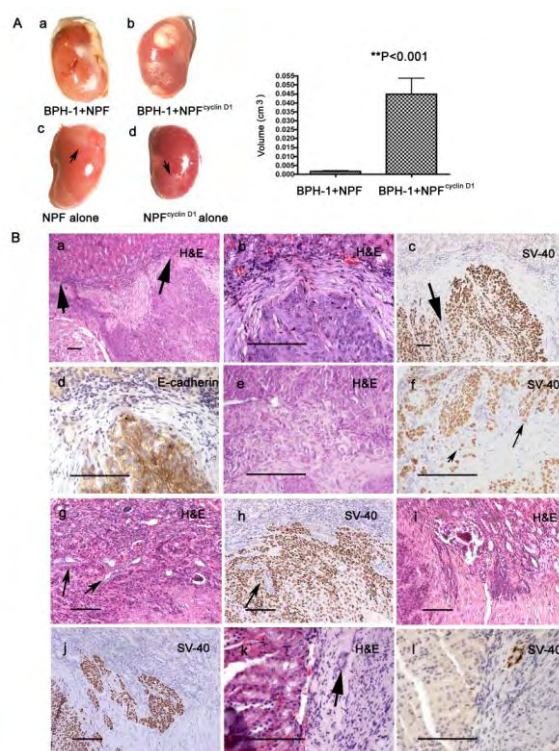 A
a
b
BPH-1+NPF
BPH-1+NPFcyclin D1
c
d
NPF alone
NPFcyclin D1 alone
**P<0.001
Volume (cm3)
0.055
0.050
0.045
0.040
0.035
0.030
0.025
0.020
0.015
0.010
0.005
0.000
BPH-1+NPF
BPH-1+NPFcyclin D1
B
a
H&E
b
H&E
c
SV-40
d
E-cadherin
e
H&E
f
SV-40
g
H&E
h
SV-40
i
H&E
j
SV-40
k
H&E
l
SV-40